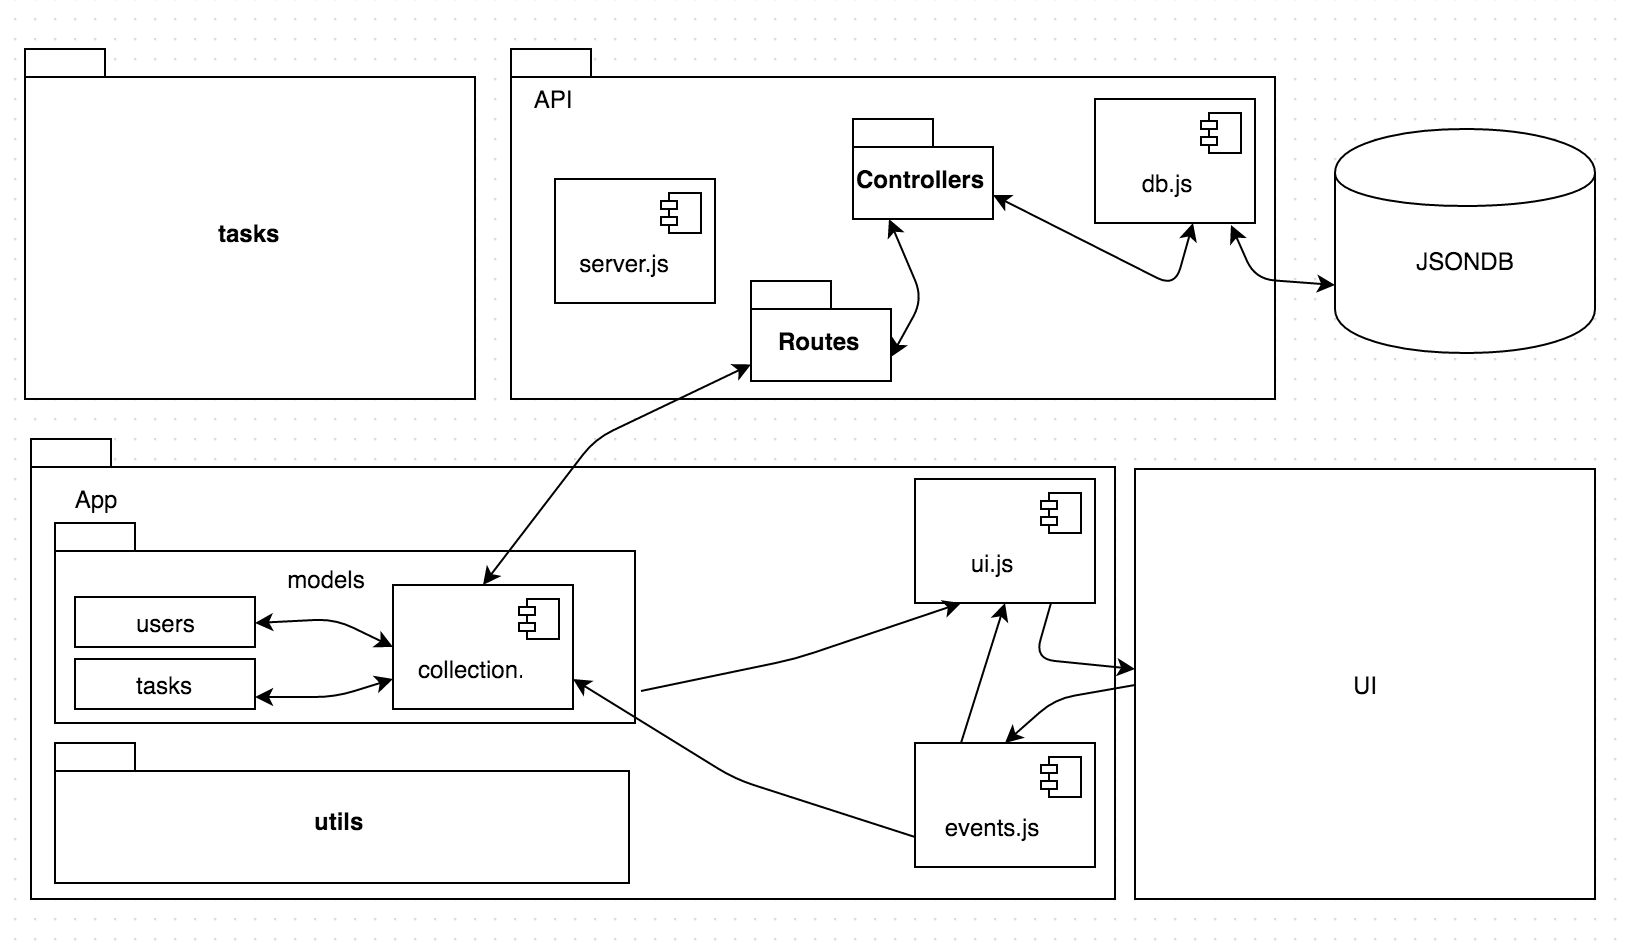 API
tasks
server.js
Controllers
db.js
Routes
JSONDB
App
models
users
tasks
collection.
ui.js
events.js
utils
UI